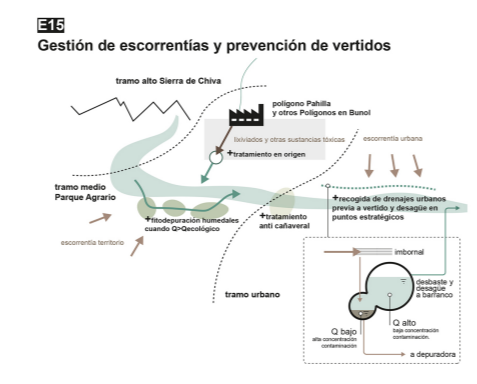 E15
Gestión de escorrentías y prevención de vertidos
tramo alto Sierra de Chiva
polígono Pahilla
y otros Polígonos en Bunol
lixiviados y otras sustancias tóxicas
+tratamiento en origen
escorrentía urbana
tramo medio
Parque Agrario
+fitodepuración humedales
cuando Q>Qecológico
+tratamiento
anti cañaveral
+recogida de drenajes urbanos
previa a vertido y desagüe en
puntos estratégicos
escorrentía territorio
tramo urbano
imbornal
desbaste y
desagüe
a barranco
Q bajo
alta concentración
contaminación
Q alto
baja concentración
contaminación.
a depuradora